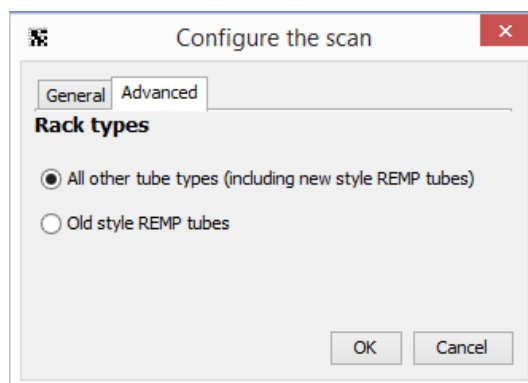 Configure the scan
General Advanced
Rack types
All other tube types (including new style REMP tubes)
Old style REMP tubes
OK Cancel